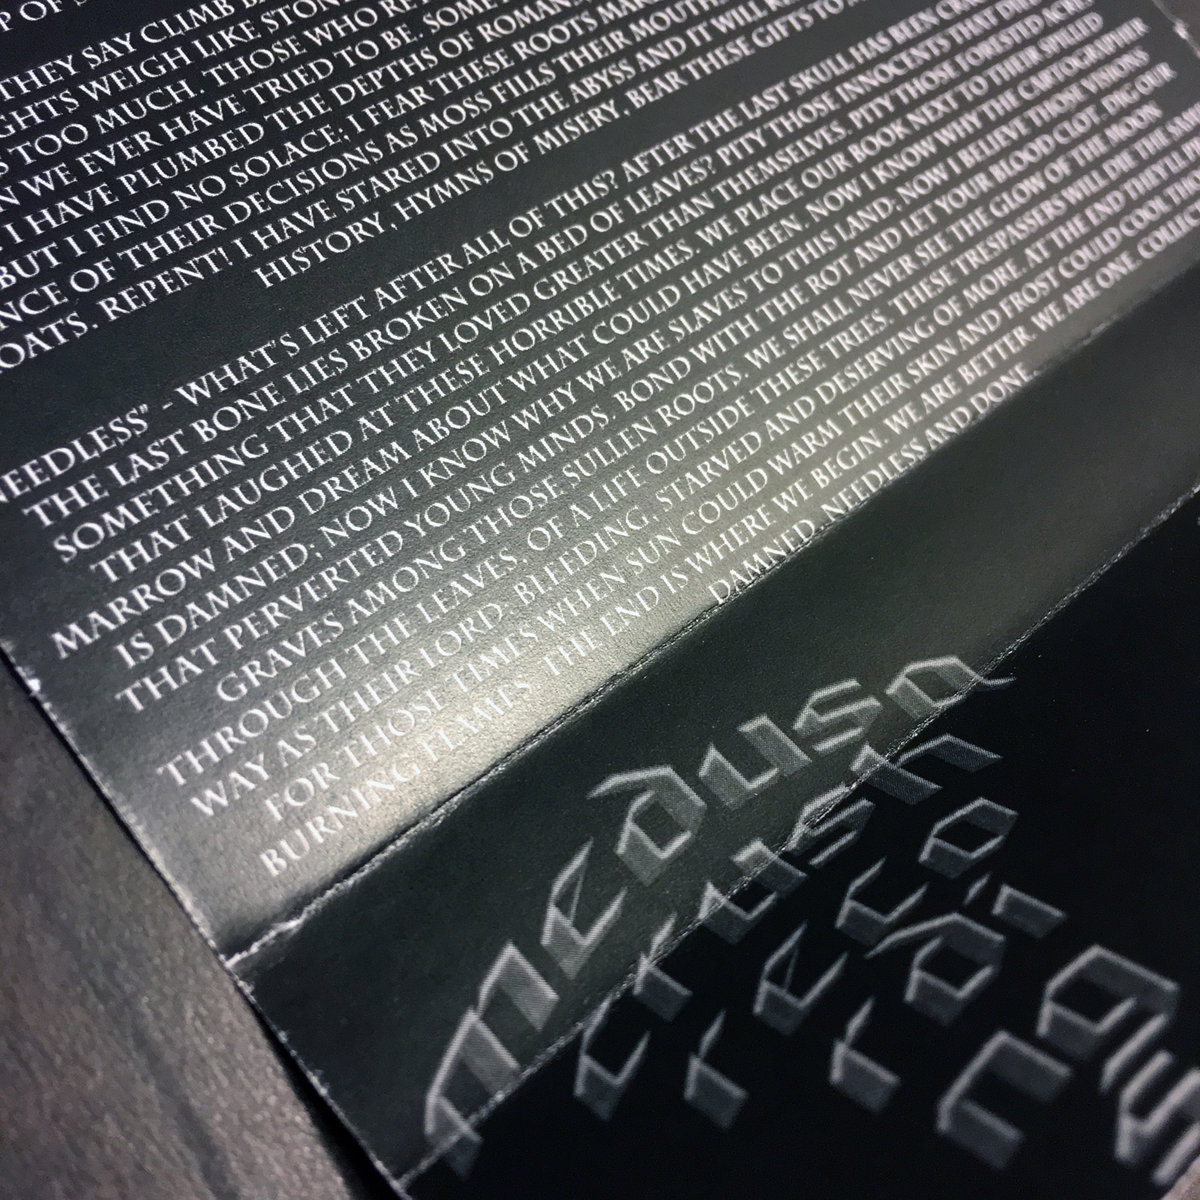 P OF S
THEY SAY CLIMB B
GHTS WEIGH LIKE STON
S TOO MUCH. THOSE WHO RE
N WE EVER HAVE TRIED TO BE. SOME
T I HAVE PLUMBED THE DEPTHS OF ROMAN
BUT I FIND NO SOLACE; I FEAR THESE ROOTS MAK
NCE OF THEIR DECISIONS AS MOSS FILLS THEIR MOUTH
OATS. REPENT! I HAVE STARED INTO THE ABYSS AND IT WILL
HISTORY, HYMNS OF MISERY, BEAR THESE GIFTS TO
NEEDLESS" - WHAT'S LEFT AFTER ALL OF THIS? AFTER THE LAST SKULL HAS BEEN
THE LAST BONE LIES BROKEN ON A BED OF LEAVES? PITY THOSE INNOCENTS THAT
SOMETHING THAT THEY LOVED GREATER THAN THEMSELVES. PITY THOSE FORESTED ACRES
THAT LAUGHED AT THESE HORRIBLE TIMES. WE PLACE OUR BOOK NEXT TO THEIR SPILLED
MARROW AND DREAM ABOUT WHAT COULD HAVE BEEN. NOW I KNOW WHY THE CARTOGRAPHER
IS DAMNED; NOW I KNOW WHY WE ARE SLAVES TO THIS LAND; NOW I BELIEVE THOSE VISIONS
THAT PERVERTED YOUNG MINDS. BOND WITH THE ROT AND LET YOUR BLOOD CLOT. DIG OUR
GRAVES AMONG THOSE SULLEN ROOTS. WE SHALL NEVER SEE THE GLOW OF THE MOON
THROUGH THE LEAVES, OF A LIFE OUTSIDE THESE TREES. THESE TRESPASSERS WILL DIE THE SAME
WAY AS THEIR LORD; BLEEDING, STARVED AND DESERVING OF MORE. AT THE END THEY'LL
FOR THOSE TIMES WHEN SUN COULD WARM THEIR SKIN AND FROST COULD COOL
BURNING FLAMES. THE END IS WHERE WE BEGIN. WE ARE BETTER. WE ARE ONE.
DAMNED. NEEDLESS AND DONE.
medusa
crush